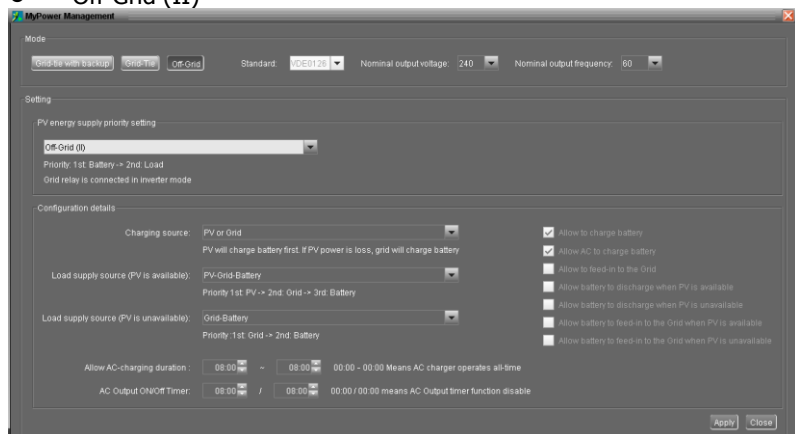 Off-Grid (II)
MyPower Management
Mode
Grid-tie with backup Grid-Tie Off-Grid Standard: VDE0126 Nominal output voltage: 240 Nominal output frequency: 60
Setting
PV energy supply priority setting
Off-Grid (II)
Priority: 1st: Battery-> 2nd: Load
Grid relay is connected in inverter mode
Configuration details
Charging source: PV or Grid
PV will charge battery first. If PV power is loss, grid will charge battery
Load supply source (PV is available): PV-Grid-Battery
Priority 1st: PV-> 2nd: Grid-> 3rd: Battery
Load supply source (PV is unavailable): Grid-Battery
Priority :1st: Grid -> 2nd: Battery
Allow to charge battery
Allow AC to charge battery
Allow to feed-in to the Grid
Allow battery to discharge when PV is available
Allow battery to discharge when PV is unavailable
Allow battery to feed-in to the Grid when PV is available
Allow battery to feed-in to the Grid when PV is unavailable
Allow AC-charging duration : 08:00 ~ 08:00 00:00 - 00:00 Means AC charger operates all-time
AC Output ON/Off Timer: 08:00 / 08:00 00:00 / 00:00 means AC Output timer function disable
Apply Close